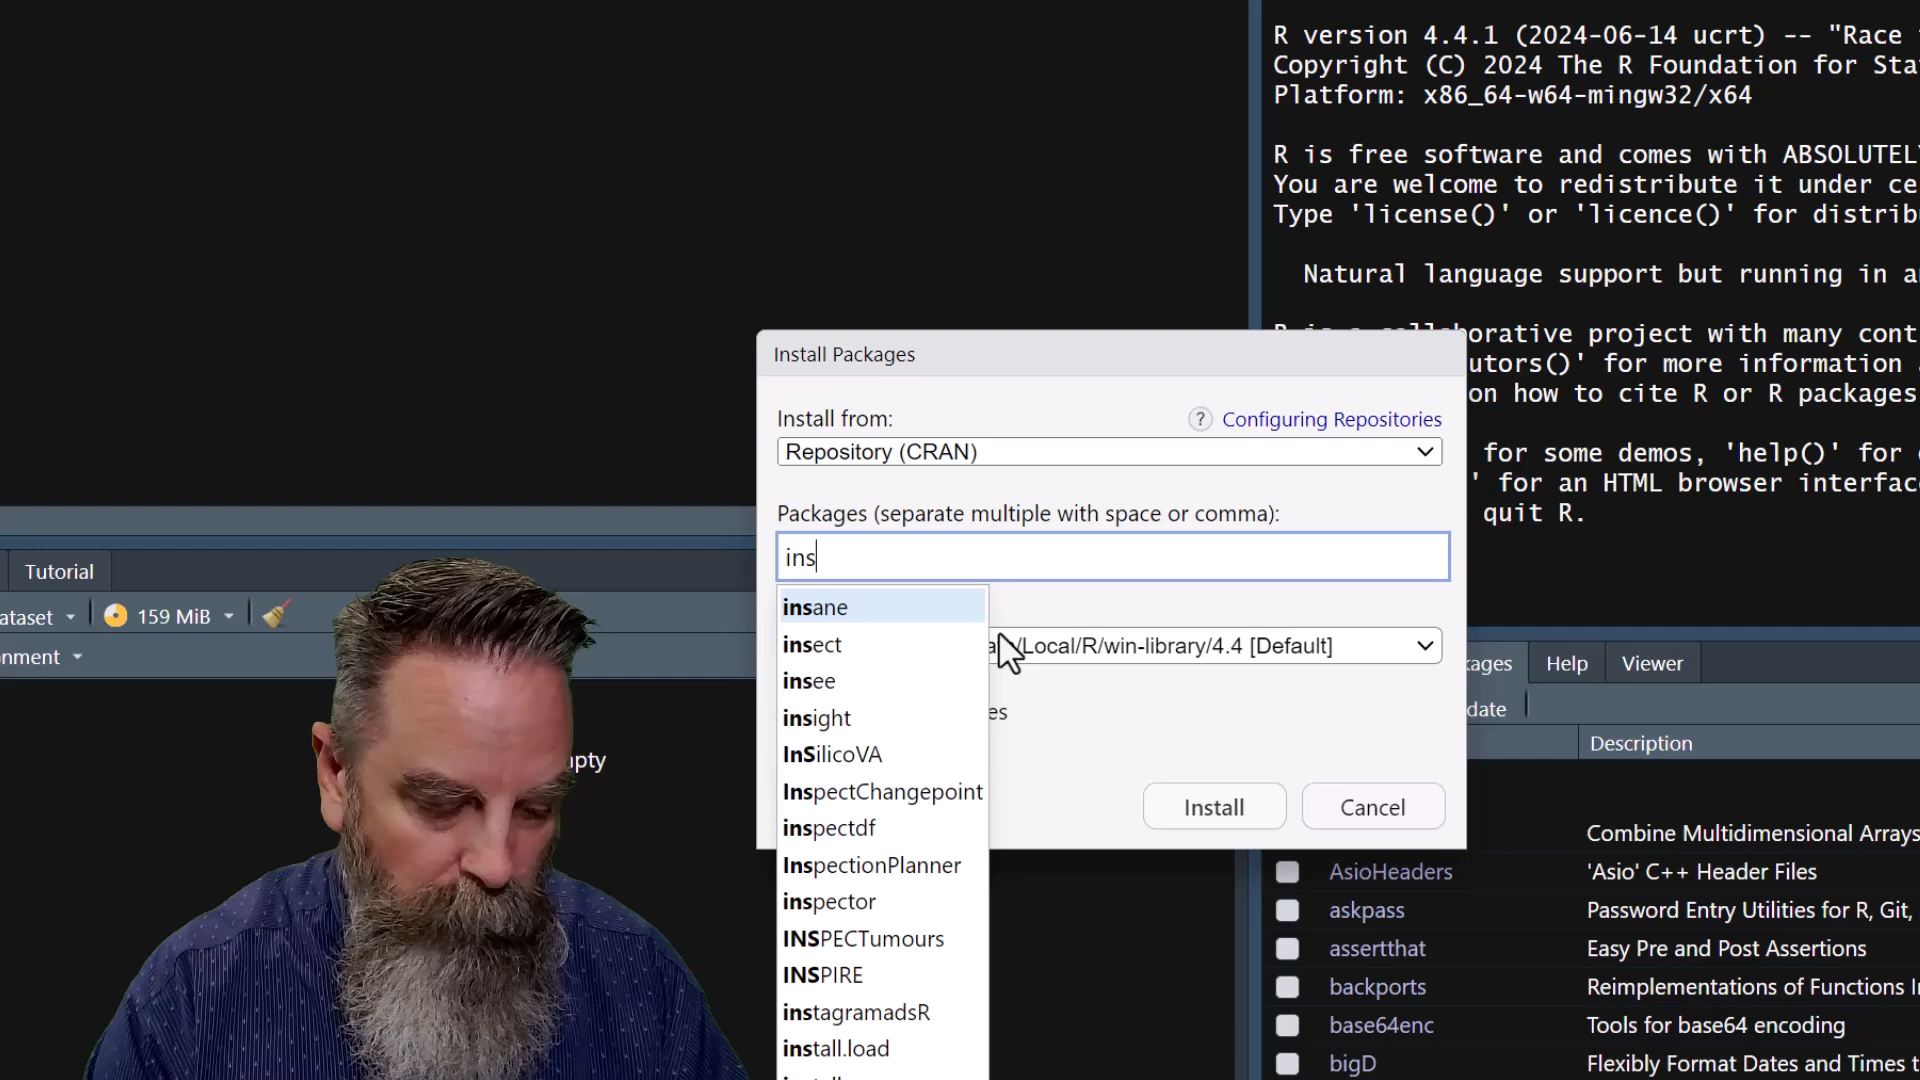 R version 4.4.1 (2024-06-14 ucrt) -- "Race
Copyright (C) 2024 The R Foundation for Sta
Platform: x86_64-w64-mingw32/x64
R is free software and comes with ABSOLUTELY
You are welcome to redistribute it under ce
Type 'license()' or 'licence()' for distrib
Natural language support but running in an
R is a collaborative project with many cont
utors()' for more information
on how to cite R or R packages
for some demos, 'help()' for
' for an HTML browser interfac
quit R.
Install Packages
Install from:
? Configuring Repositories
Repository (CRAN)
Packages (separate multiple with space or comma):
ins
insane
insect
insee
insight
InSilicoVA
InspectChangepoint
inspectdf
InspectionPlanner
inspector
INSPECTumours
INSPIRE
instagramadsR
install.load
/Local/R/win-library/4.4 [Default]
es
Install
Cancel
Tutorial
ataset
159 MiB
nment
mpty
kages
Help
Viewer
date
Description
Combine Multidimensional Arrays
AsioHeaders
'Asio' C++ Header Files
askpass
Password Entry Utilities for R, Git,
assertthat
Easy Pre and Post Assertions
backports
Reimplementations of Functions I
base64enc
Tools for base64 encoding
bigD
Flexibly Format Dates and Times t